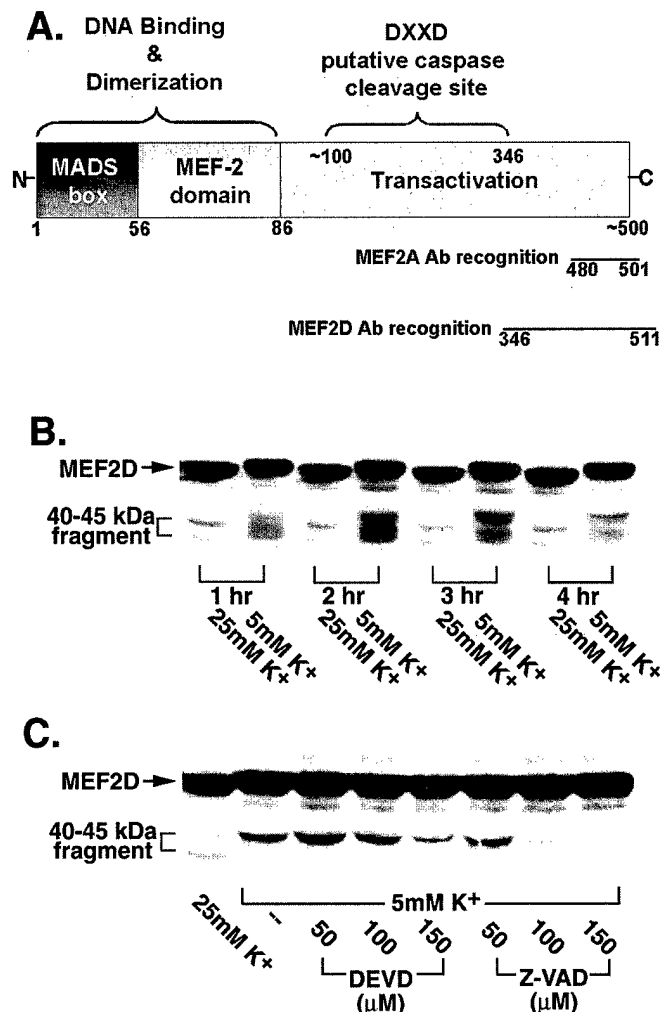 A.
DNA Binding
&
Dimerization
DXXD
putative caspase
cleavage site
N
MADS
box
MEF-2
domain
~100
346
Transactivation
C
1
56
86
~500
MEF2A Ab recognition
480
501
MEF2D Ab recognition
346
511
B.
MEF2D
40-45 kDa
fragment
1 hr
2 hr
3 hr
4 hr
25mM K+
5mM K+
25mM K+
5mM K+
25mM K+
5mM K+
25mM K+
5mM K+
C.
MEF2D
40-45 kDa
fragment
25mM K+
5mM K+
--
50
100
150
50
100
150
DEVD
(μM)
Z-VAD
(μM)